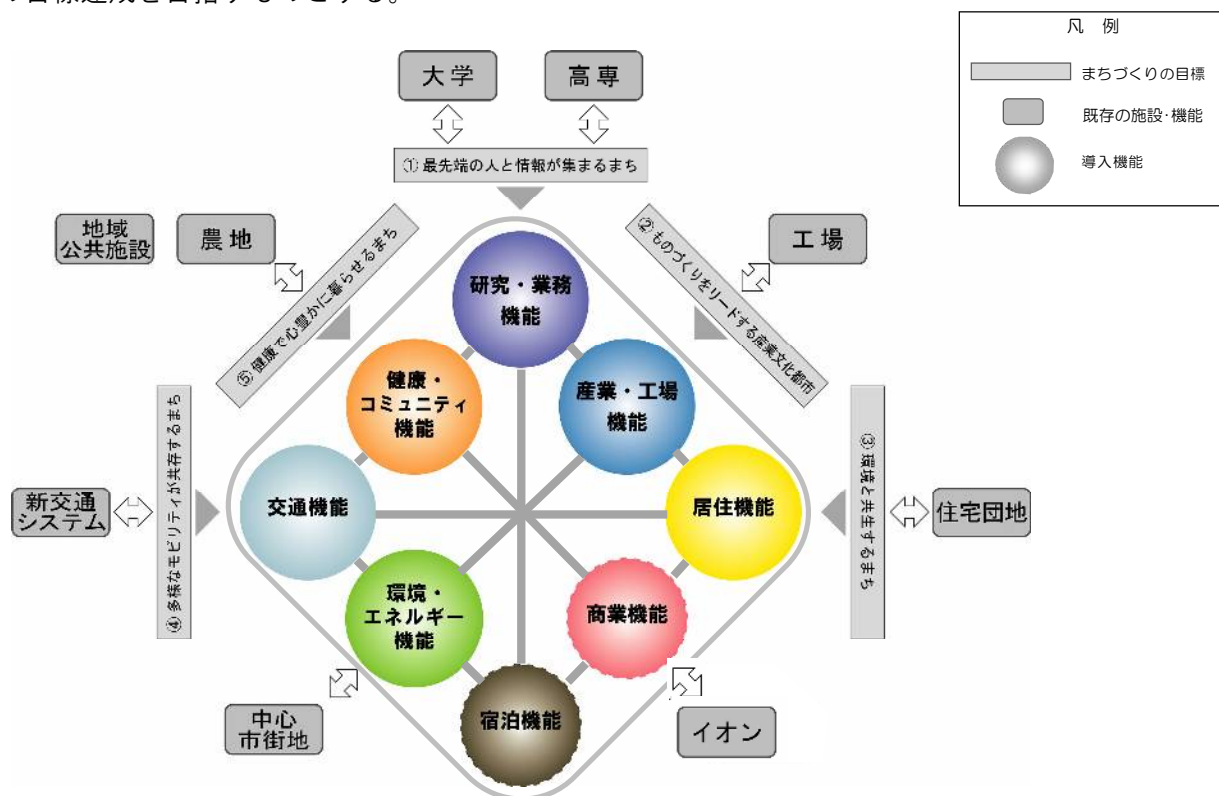 の目標達成を目指すものとする。
凡 例
まちづくりの目標
既存の施設・機能
導入機能
大学
高専
① 最先端の人と情報が集まるまち
地域
公共施設
農地
⑤ 健康で心豊かに暮らせるまち
② ものづくりをリードする産業文化都市
工場
研究・業務
機能
健康・
コミュニティ
機能
産業・工場
機能
④ 多様なモビリティが共存するまち
③ 環境と共生するまち
新交通
システム
交通機能
居住機能
住宅団地
環境・
エネルギー
機能
商業機能
宿泊機能
中心
市街地
イオン